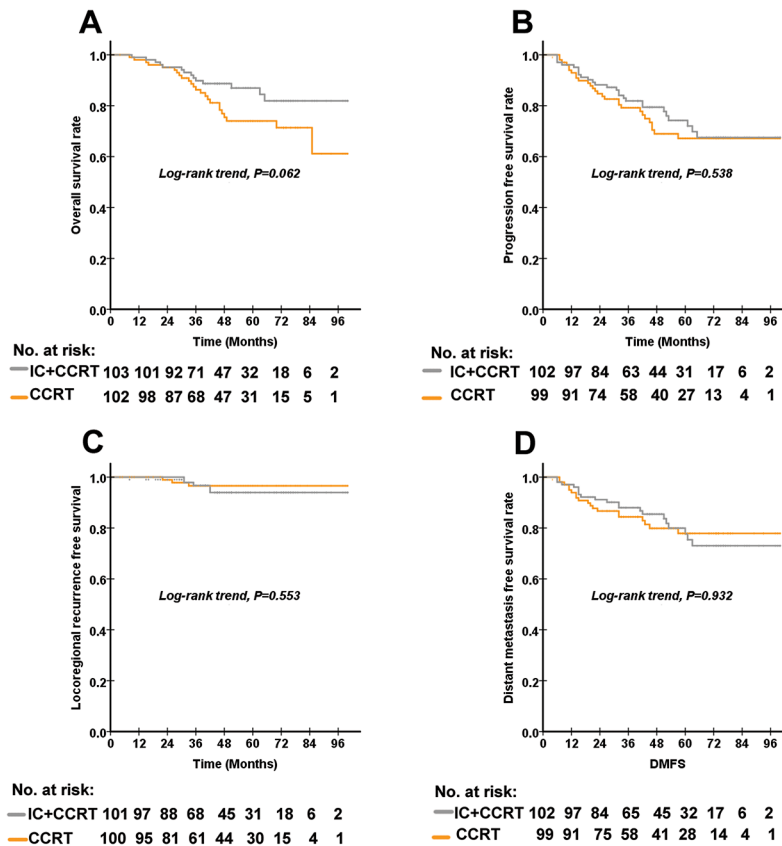 A
Overall survival rate
1.0
0.8
0.6
0.4
0.2
0.0
Log-rank trend, P=0.062
0 12 24 36 48 60 72 84 96
Time (Months)
No. at risk:
IC+CCRT 103 101 92 71 47 32 18 6 2
CCRT 102 98 87 68 47 31 15 5 1
B
Progression free survival rate
1.0
0.8
0.6
0.4
0.2
0.0
Log-rank trend, P=0.538
0 12 24 36 48 60 72 84 96
Time (Months)
No. at risk:
IC+CCRT 102 97 84 63 44 31 17 6 2
CCRT 99 91 74 58 40 27 13 4 1
C
Locoregional recurrence free survival
1.0
0.8
0.6
0.4
0.2
0.0
Log-rank trend, P=0.553
0 12 24 36 48 60 72 84 96
Time (Months)
No. at risk:
IC+CCRT 101 97 88 68 45 31 18 6 2
CCRT 100 95 81 61 44 30 15 4 1
D
Distant metastasis free survival rate
1.0
0.8
0.6
0.4
0.2
0.0
Log-rank trend, P=0.932
0 12 24 36 48 60 72 84 96
DMFS
No. at risk:
IC+CCRT 102 97 84 65 45 32 17 6 2
CCRT 99 91 75 58 41 28 14 4 1